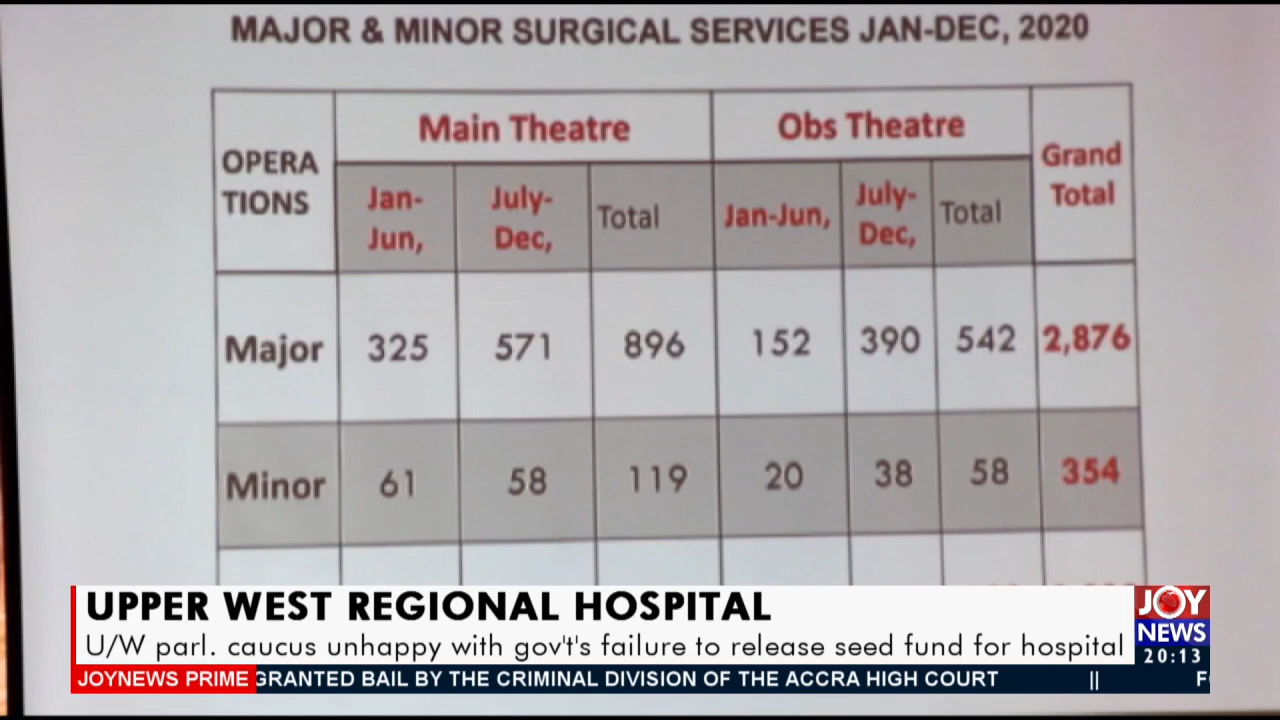 MAJOR & MINOR SURGICAL SERVICES JAN-DEC, 2020
OPERA
TIONS
Main Theatre
Obs Theatre
Grand
Total
Jan-
Jun,
July-
Dec,
Total
Jan-Jun,
July-
Dec,
Total
Major 325 571 896 152 390 542 2,876
Minor 61 58 119 20 38 58 354
UPPER WEST REGIONAL HOSPITAL
U/W parl. caucus unhappy with gov't's failure to release seed fund for hospital
JOY
NEWS
20:13
JOYNEWS PRIME GRANTED BAIL BY THE CRIMINAL DIVISION OF THE ACCRA HIGH COURT ||